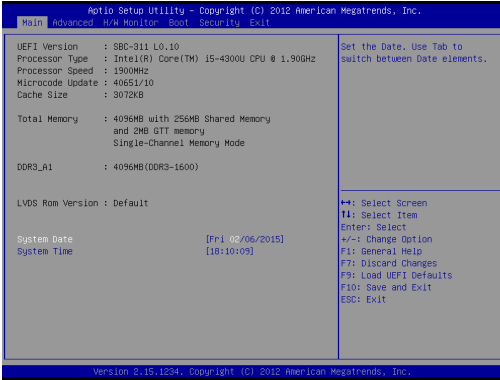 Aptio Setup Utility - Copyright (C) 2012 American Megatrends, Inc.
Main Advanced H/W Monitor Boot Security Exit
UEFI Version : SBC-311 L0.10
Processor Type : Intel(R) Core(TM) i5-4300U CPU @ 1.90GHz
Processor Speed : 1900MHz
Microcode Update : 40651/10
Cache Size : 3072KB
Total Memory : 4096MB with 256MB Shared Memory
and 2MB GTT memory
Single-Channel Memory Mode
DDR3_A1 : 4096MB(DDR3-1600)
LVDS Rom Version : Default
System Date [Fri 02/06/2015]
System Time [18:10:09]
Set the Date. Use Tab to
switch between Date elements.
↔: Select Screen
↑↓: Select Item
Enter: Select
+/-: Change Option
F1: General Help
F7: Discard Changes
F9: Load UEFI Defaults
F10: Save and Exit
ESC: Exit
Version 2.15.1234. Copyright (C) 2012 American Megatrends, Inc.